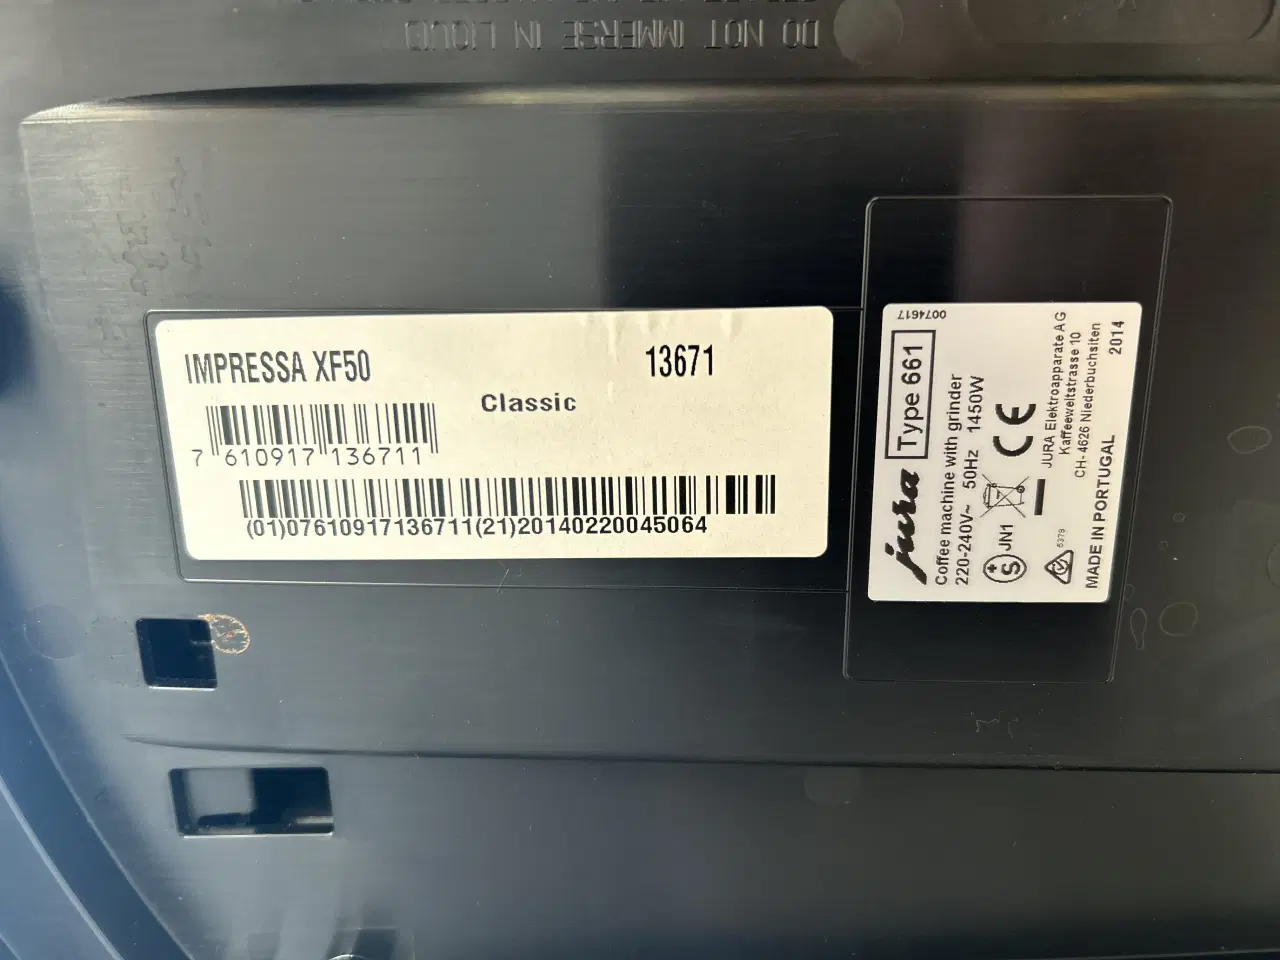 DO NOT IMMERSE IN LIQUID
IMPRESSA XF50
13671
Classic
7 610917 136711
(01)07610917136711(21)20140220045064
0074617
jura Type 661
Coffee machine with grinder
220-240V~ 50Hz 1450W
S JN1
CE
5379
JURA Elektroapparate AG
Kaffeeweltstrasse 10
CH-4626 Niederbuchsiten
MADE IN PORTUGAL
2014